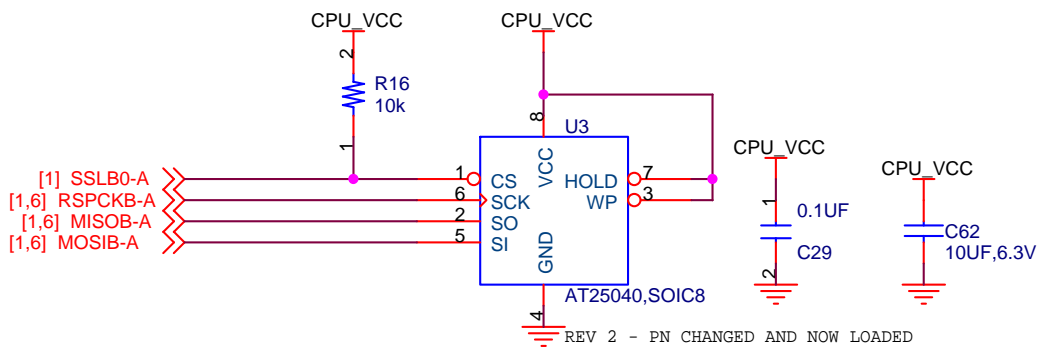 CPU_VCC
CPU_VCC
2
R16
10k
1
8
U3
VCC
[1] SSLB0-A
1
CS
HOLD
7
[1,6] RSPCKB-A
6
SCK
WP
3
[1,6] MISOB-A
2
SO
[1,6] MOSIB-A
5
SI
GND
4
AT25040,SOIC8
REV 2 - PN CHANGED AND NOW LOADED
CPU_VCC
1
0.1UF
C29
2
CPU_VCC
C62
10UF,6.3V